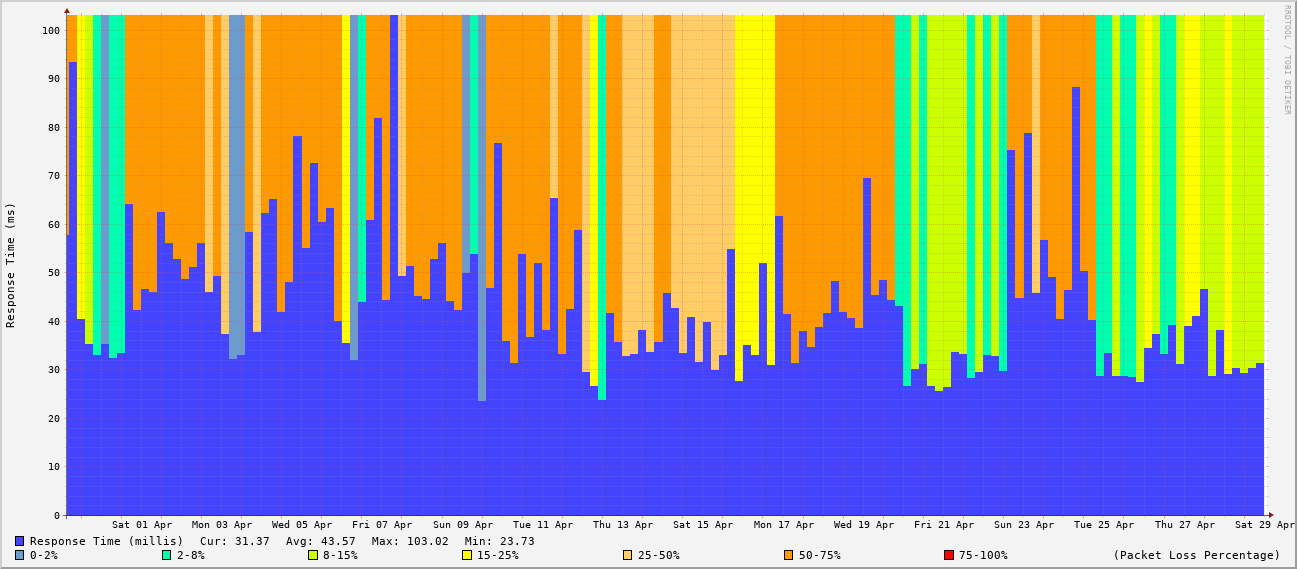 RRDTOOL / TOBI OETIKER
Response Time (ms)
100
90
80
70
60
50
40
30
20
10
0
Sat 01 Apr Mon 03 Apr Wed 05 Apr Fri 07 Apr Sun 09 Apr Tue 11 Apr Thu 13 Apr Sat 15 Apr Mon 17 Apr Wed 19 Apr Fri 21 Apr Sun 23 Apr Tue 25 Apr Thu 27 Apr Sat 29 Apr
Response Time (millis) Cur: 31.37 Avg: 43.57 Max: 103.02 Min: 23.73
0-2% 2-8% 8-15% 15-25% 25-50% 50-75% 75-100% (Packet Loss Percentage)